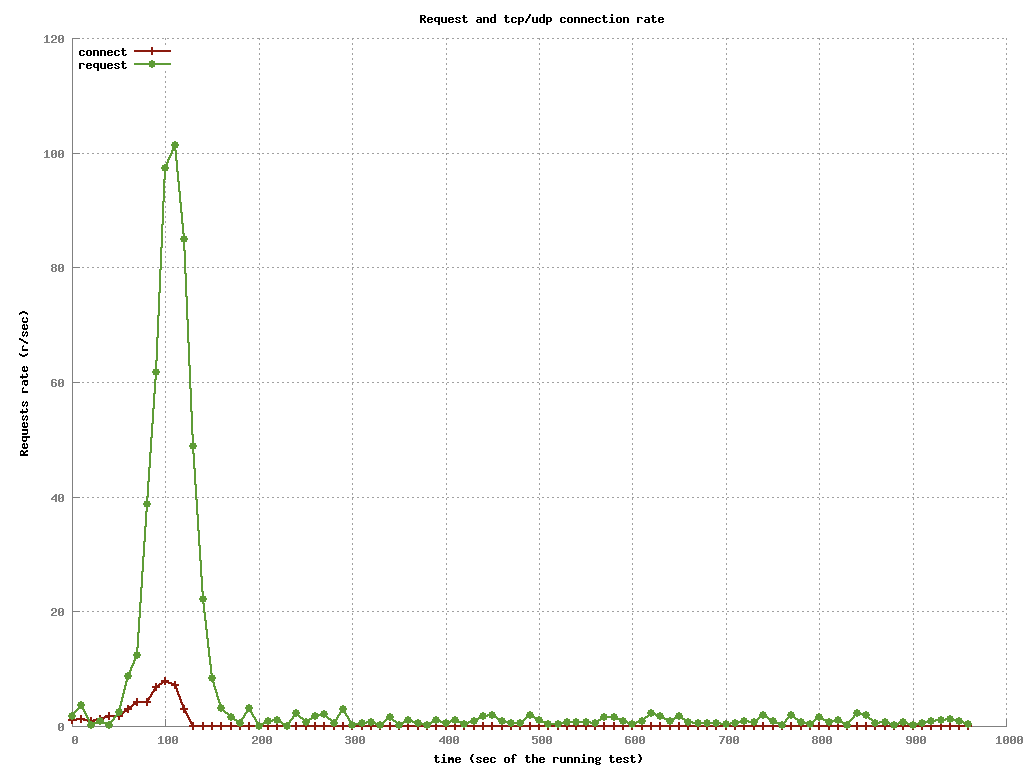 Request and tcp/udp connection rate
connect
request
120
100
80
60
40
20
0
Requests rate (r/sec)
0 100 200 300 400 500 600 700 800 900 1000
time (sec of the running test)